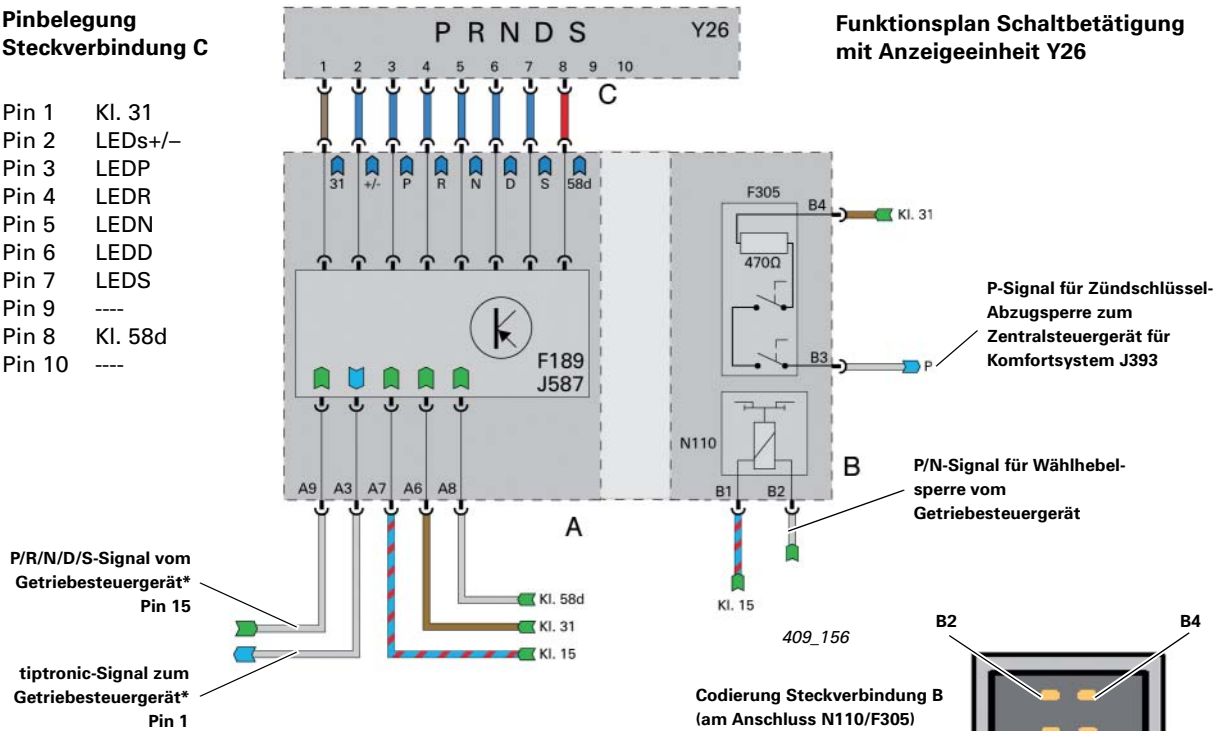 Pinbelegung
Steckverbindung C
Pin 1 Kl. 31
Pin 2 LEDs+/–
Pin 3 LEDP
Pin 4 LEDR
Pin 5 LEDN
Pin 6 LEDD
Pin 7 LEDS
Pin 9 ----
Pin 8 Kl. 58d
Pin 10 ----
P R N D S Y26
1 2 3 4 5 6 7 8 9 10
C
31 +/- P R N D S 58d
F189
J587
A9 A3 A7 A6 A8
A
Kl. 58d
Kl. 31
Kl. 15
P/R/N/D/S-Signal vom
Getriebesteuergerät*
Pin 15
tiptronic-Signal zum
Getriebesteuergerät*
Pin 1
Funktionsplan Schaltbetätigung
mit Anzeigeeinheit Y26
F305
B4
Kl. 31
470Ω
B3
P
P-Signal für Zündschlüssel-
Abzugsperre zum
Zentralsteuergerät für
Komfortsystem J393
N110
B
B1 B2
Kl. 15
P/N-Signal für Wählhebel-
sperre vom
Getriebesteuergerät
409_156
B2 B4
Codierung Steckverbindung B
(am Anschluss N110/F305)